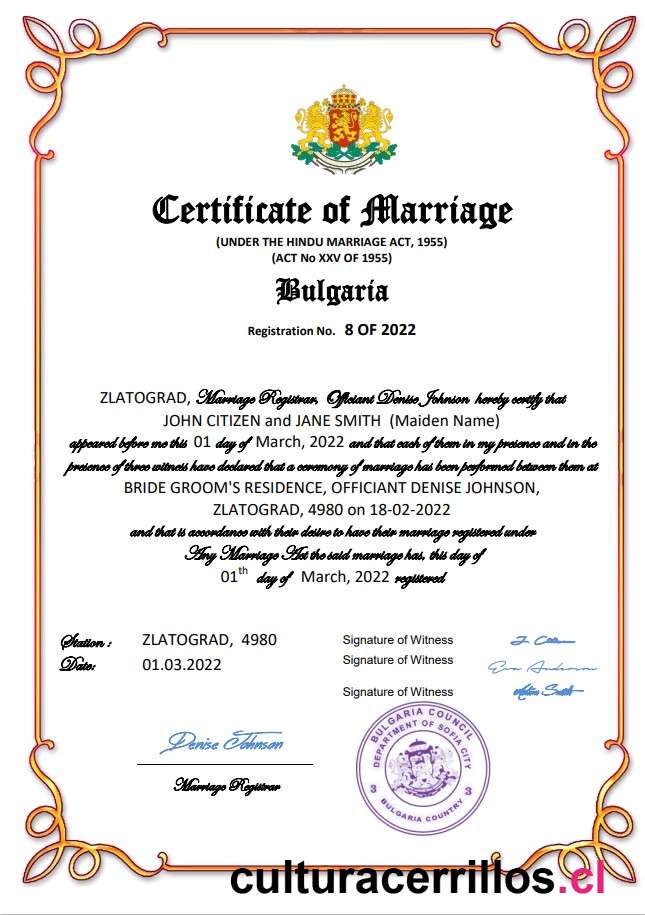 Certificate of Marriage
(UNDER THE HINDU MARRIAGE ACT, 1955)
(ACT No XXV OF 1955)
Bulgaria
Registration No. 8 OF 2022
ZLATOGRAD, Marriage Registrar, Officiant Denise Johnson hereby certify that
JOHN CITIZEN and JANE SMITH (Maiden Name)
appeared before me this 01 day of March, 2022 and that each of them in my presence and in the
presence of three witness have declared that a ceremony of marriage has been performed between them at
BRIDE GROOM'S RESIDENCE, OFFICIANT DENISE JOHNSON,
ZLATOGRAD, 4980 on 18-02-2022
and that is accordance with their desire to have their marriage registered under
Any Marriage Act the said marriage has, this day of
01th day of March, 2022 registered
Station : ZLATOGRAD, 4980
Date: 01.03.2022
Signature of Witness
Signature of Witness Eva Anderson
Signature of Witness
Denise Johnson
Marriage Registrar
BULGARIA COUNCIL
DEPARTMENT OF SOFIA CITY
3 3
BULGARIA COUNTRY
culturacerrillos.cl